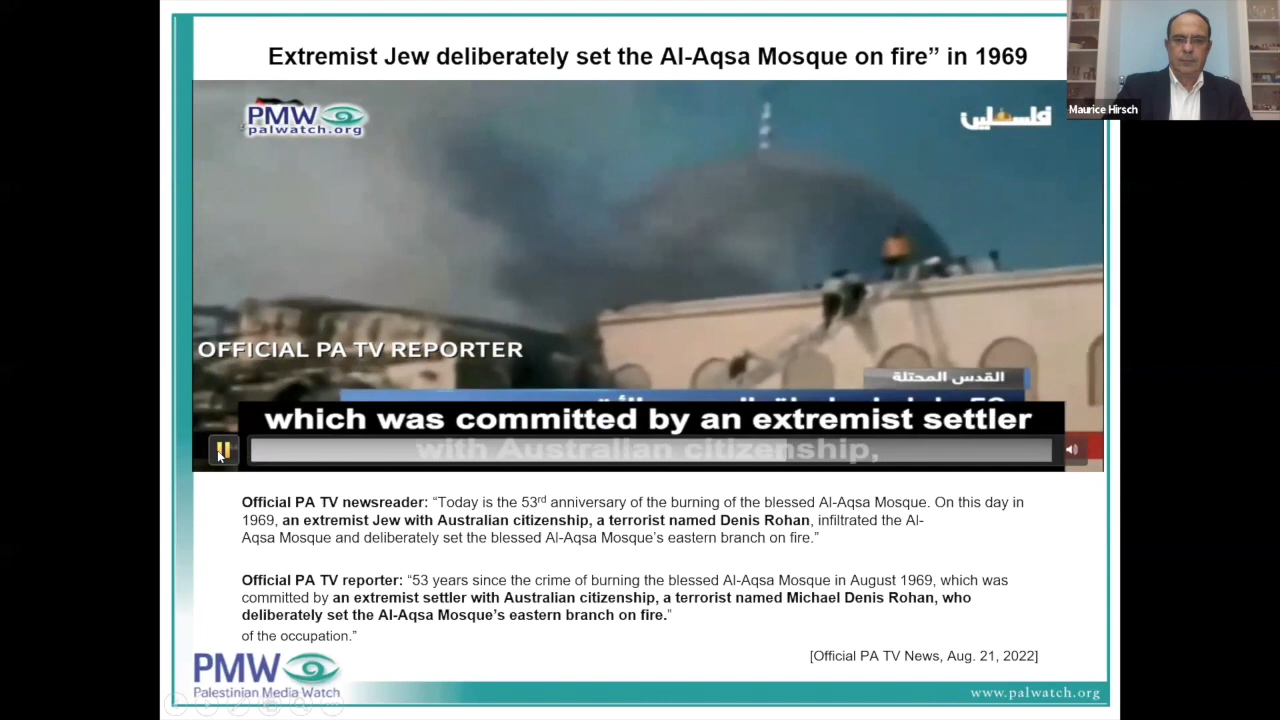 Extremist Jew deliberately set the Al-Aqsa Mosque on fire” in 1969
Maurice Hirsch
PMW
palwatch.org
فلسطين
OFFICIAL PA TV REPORTER
القدس المحتلة
which was committed by an extremist settler
with Australian citizenship,
Official PA TV newsreader: “Today is the 53rd anniversary of the burning of the blessed Al-Aqsa Mosque. On this day in
1969, an extremist Jew with Australian citizenship, a terrorist named Denis Rohan, infiltrated the Al-
Aqsa Mosque and deliberately set the blessed Al-Aqsa Mosque’s eastern branch on fire.”
Official PA TV reporter: “53 years since the crime of burning the blessed Al-Aqsa Mosque in August 1969, which was
committed by an extremist settler with Australian citizenship, a terrorist named Michael Denis Rohan, who
deliberately set the Al-Aqsa Mosque’s eastern branch on fire.”
of the occupation.”
[Official PA TV News, Aug. 21, 2022]
PMW
Palestinian Media Watch
www.palwatch.org